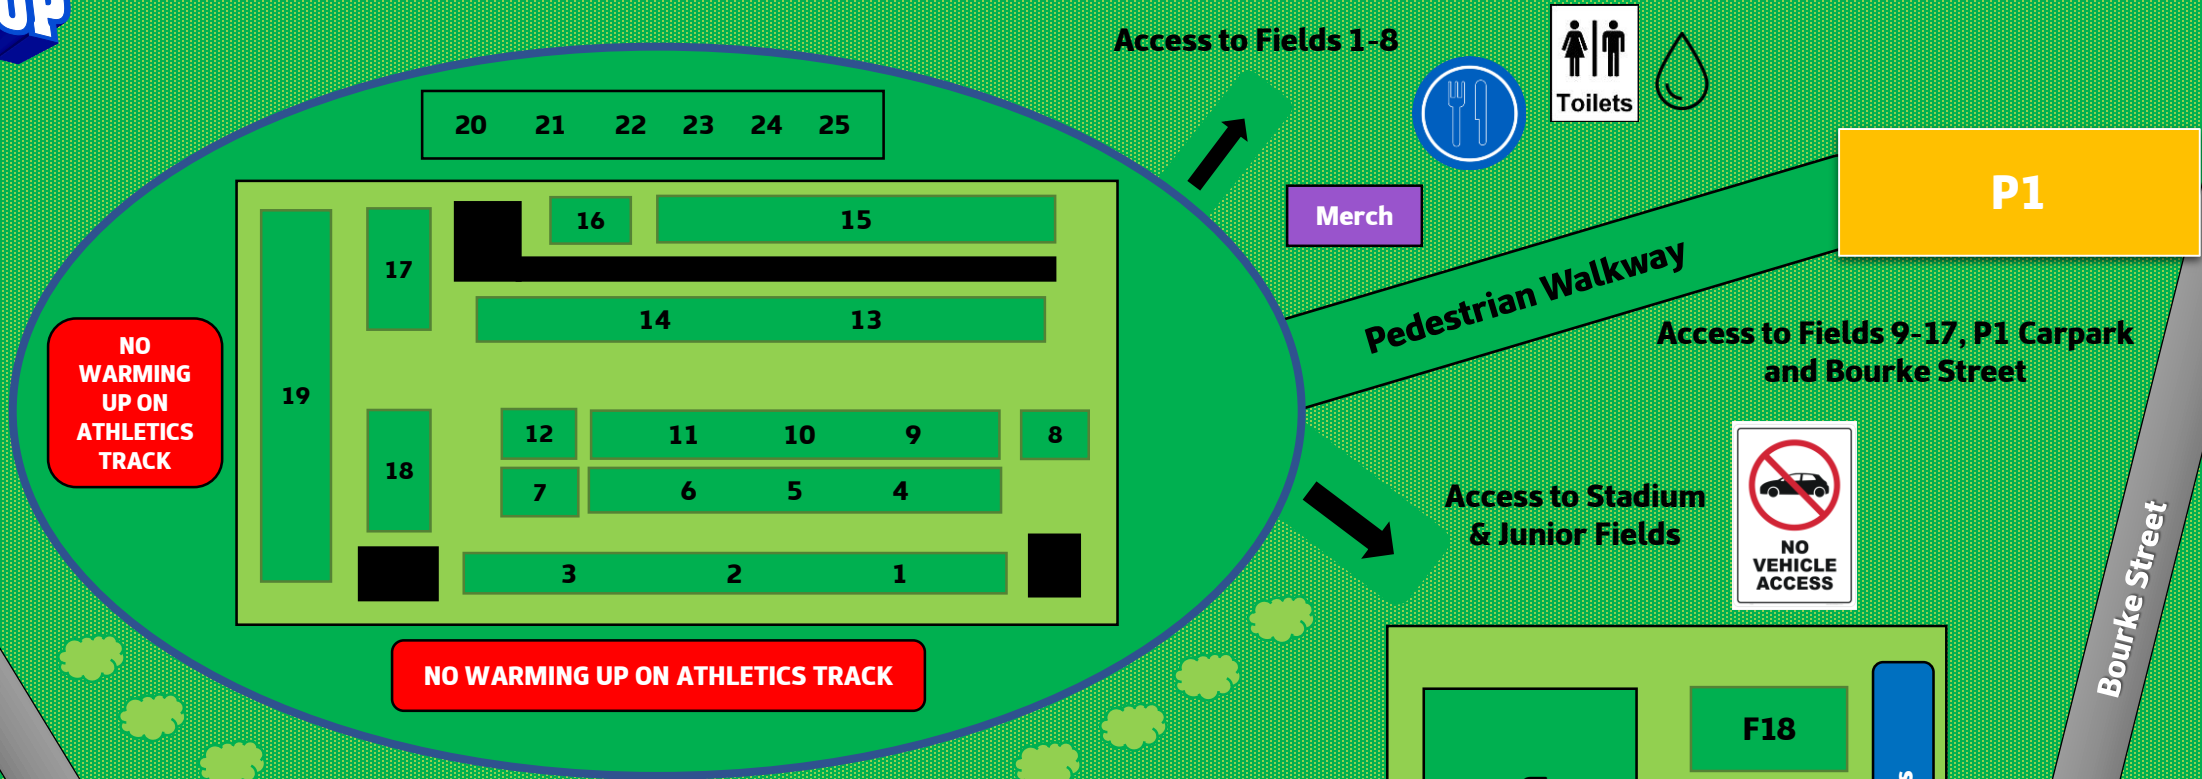 UP
Access to Fields 1-8
Toilets
20 21 22 23 24 25
16 15
17
14 13
19
12 11 10 9 8
18
7 6 5 4
3 2 1
NO
WARMING
UP ON
ATHLETICS
TRACK
NO WARMING UP ON ATHLETICS TRACK
Merch
P1
Pedestrian Walkway
Access to Fields 9-17, P1 Carpark
and Bourke Street
Access to Stadium
& Junior Fields
NO
VEHICLE
ACCESS
Bourke Street
F18